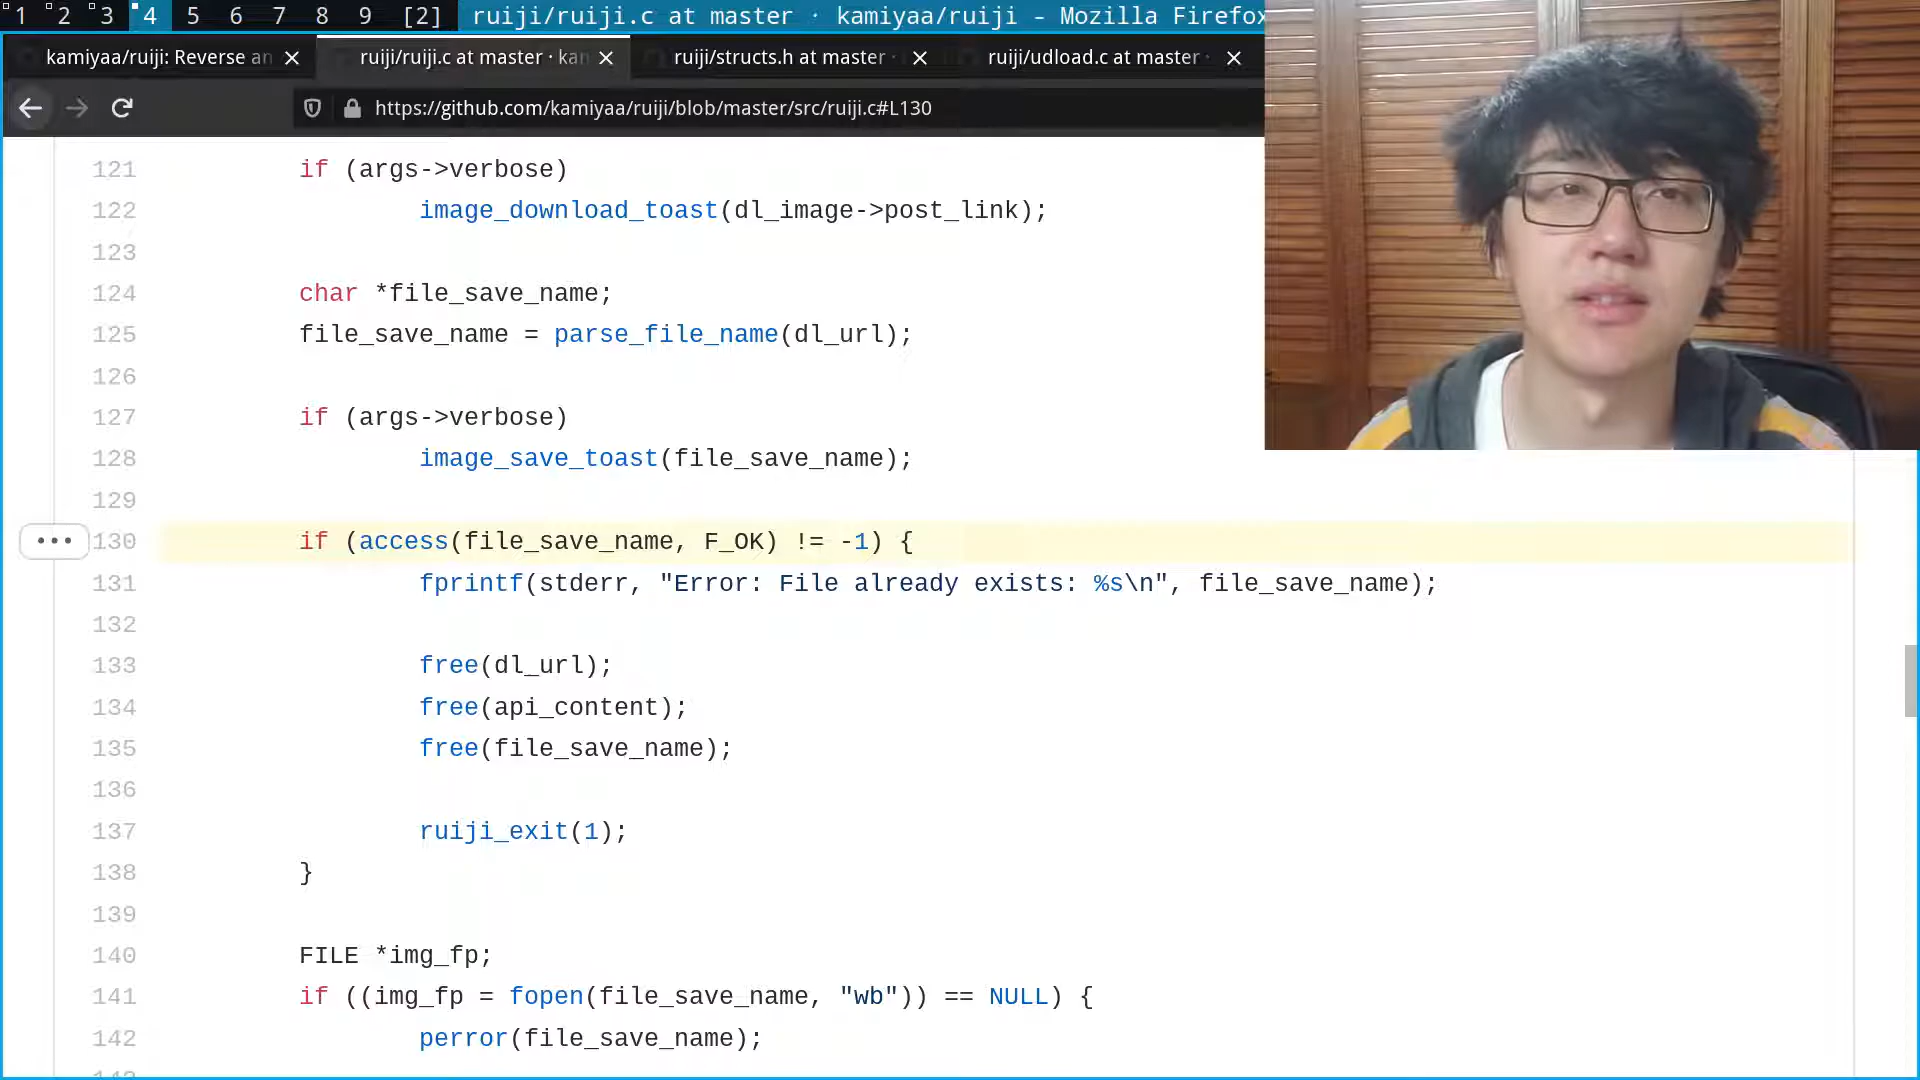 1 2 3 4 5 6 7 8 9 [2] ruiji/ruiji.c at master · kamiyaa/ruiji - Mozilla Firefox
kamiyaa/ruiji: Reverse an ruiji/ruiji.c at master · kan ruiji/structs.h at master · ruiji/udload.c at master ·
https://github.com/kamiyaa/ruiji/blob/master/src/ruiji.c#L130
121 if (args->verbose)
122 image_download_toast(dl_image->post_link);
123
124 char *file_save_name;
125 file_save_name = parse_file_name(dl_url);
126
127 if (args->verbose)
128 image_save_toast(file_save_name);
129
130 if (access(file_save_name, F_OK) != -1) {
131 fprintf(stderr, "Error: File already exists: %s\n", file_save_name);
132
133 free(dl_url);
134 free(api_content);
135 free(file_save_name);
136
137 ruiji_exit(1);
138 }
139
140 FILE *img_fp;
141 if ((img_fp = fopen(file_save_name, "wb")) == NULL) {
142 perror(file_save_name);